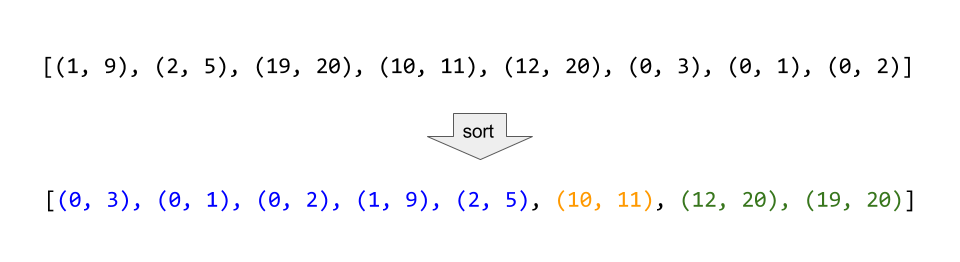 [(1, 9), (2, 5), (19, 20), (10, 11), (12, 20), (0, 3), (0, 1), (0, 2)]
sort
[(0, 3), (0, 1), (0, 2), (1, 9), (2, 5), (10, 11), (12, 20), (19, 20)]